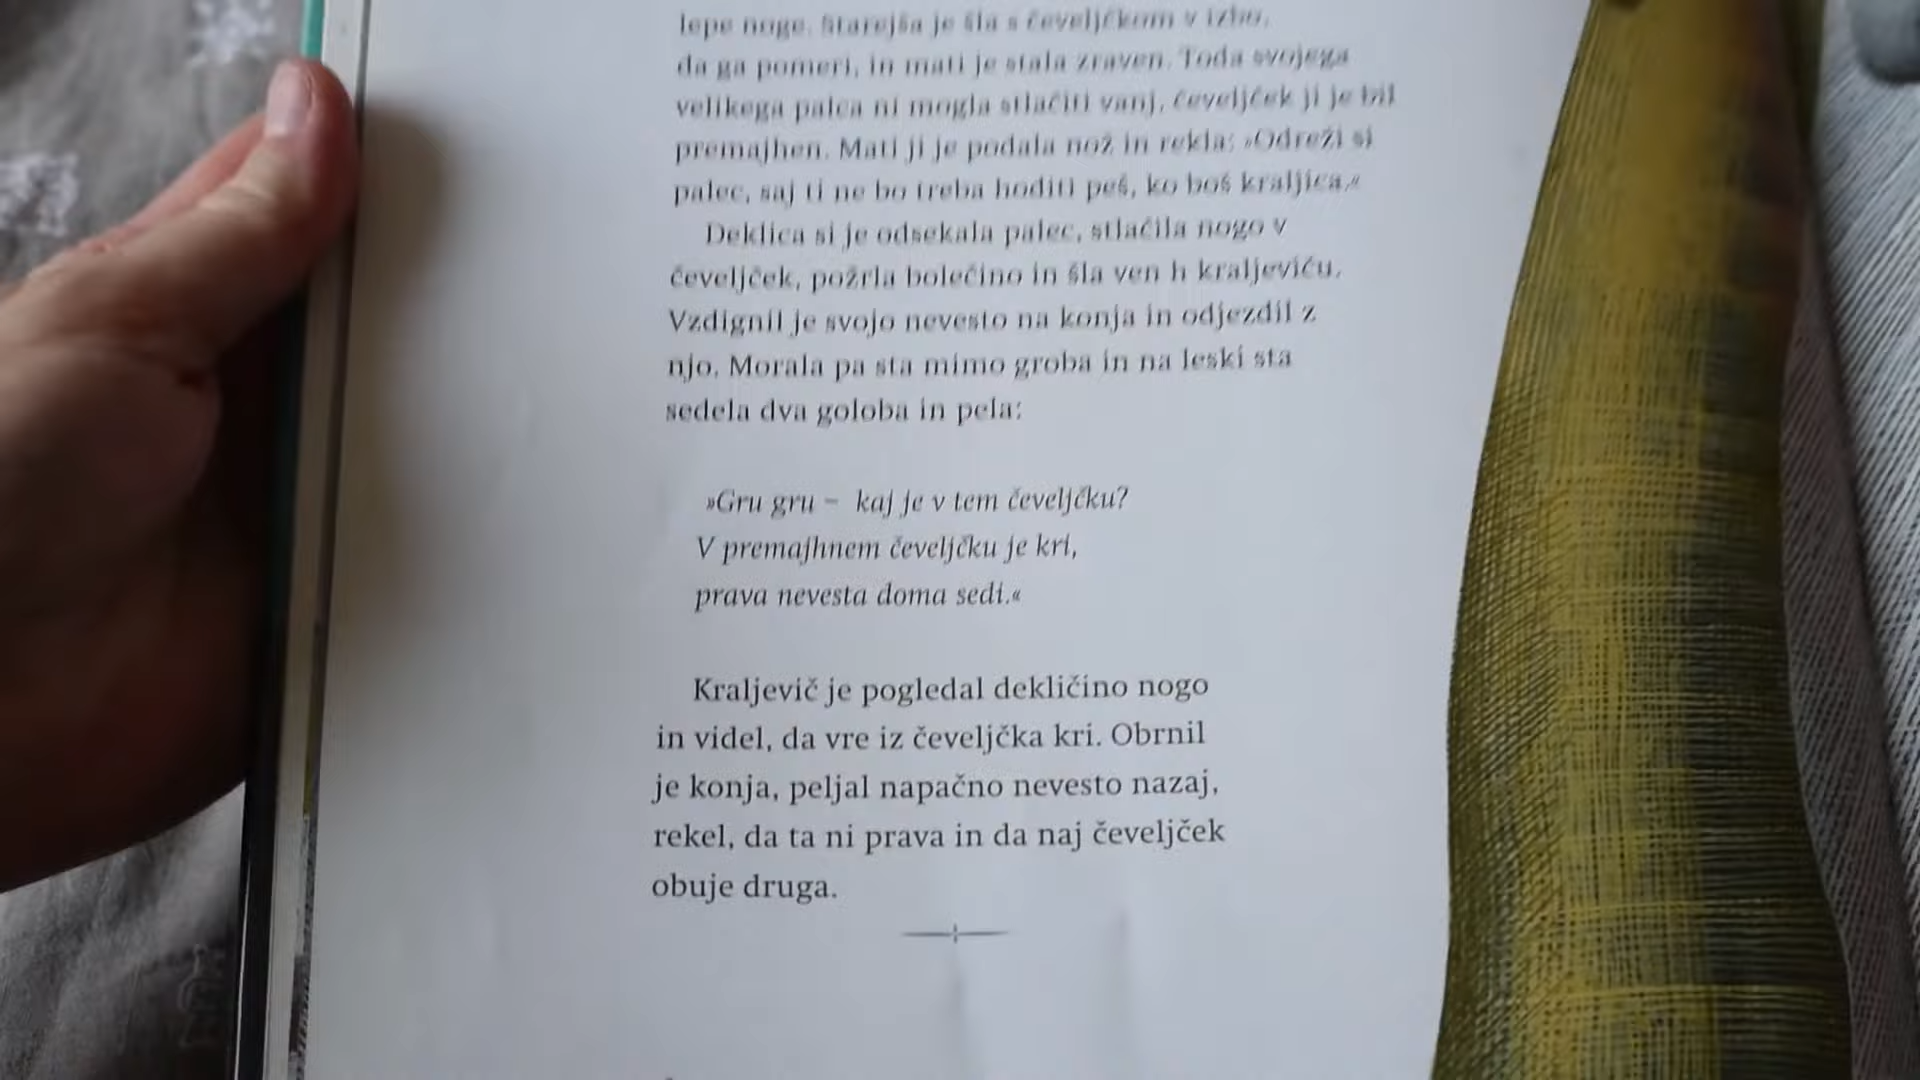 lepe noge. Starejša je šla s čeveljčkom v izbo,
da ga pomeri, in mati je stala zraven. Toda svojega
velikega palca ni mogla stlačiti vanj, čeveljček ji je bil
premajhen. Mati ji je podala nož in rekla: »Odreži si
palec, saj ti ne bo treba hoditi peš, ko boš kraljica.«
Deklica si je odsekala palec, stlačila nogo v
čeveljček, požrla bolečino in šla ven h kraljeviču.
Vzdignil je svojo nevesto na konja in odjezdil z
njo. Morala pa sta mimo groba in na leski sta
sedela dva goloba in pela:
»Gru gru – kaj je v tem čeveljčku?
V premajhnem čeveljčku je kri,
prava nevesta doma sedi.«
Kraljevič je pogledal dekličino nogo
in videl, da vre iz čeveljčka kri. Obrnil
je konja, peljal napačno nevesto nazaj,
rekel, da ta ni prava in da naj čeveljček
obuje druga.